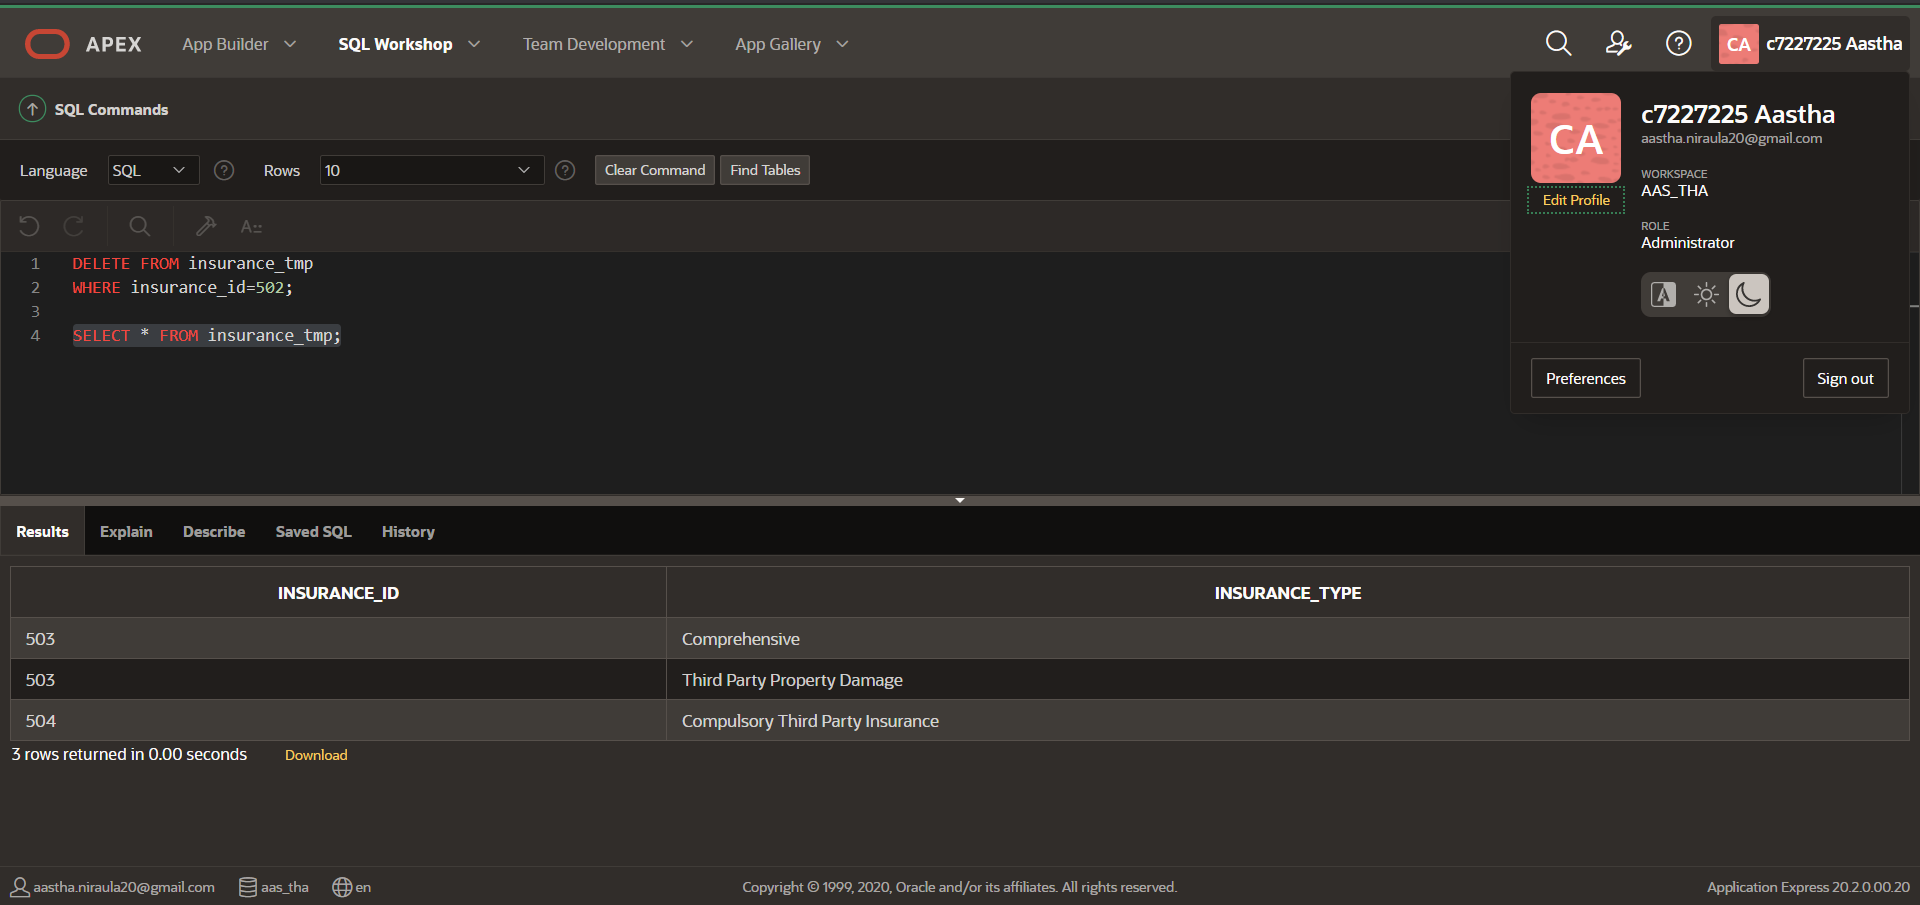 APEX App Builder SQL Workshop Team Development App Gallery CA c7227225 Aastha
SQL Commands
CA
c7227225 Aastha
aastha.niraula20@gmail.com
WORKSPACE
AAS_THA
Edit Profile
ROLE
Administrator
Preferences Sign out
Language SQL ? Rows 10 ? Clear Command Find Tables
1 DELETE FROM insurance_tmp
2 WHERE insurance_id=502;
3
4 SELECT * FROM insurance_tmp;
Results Explain Describe Saved SQL History
INSURANCE_ID INSURANCE_TYPE
503 Comprehensive
503 Third Party Property Damage
504 Compulsory Third Party Insurance
3 rows returned in 0.00 seconds Download
aastha.niraula20@gmail.com aas_tha en Copyright © 1999, 2020, Oracle and/or its affiliates. All rights reserved. Application Express 20.2.0.00.20